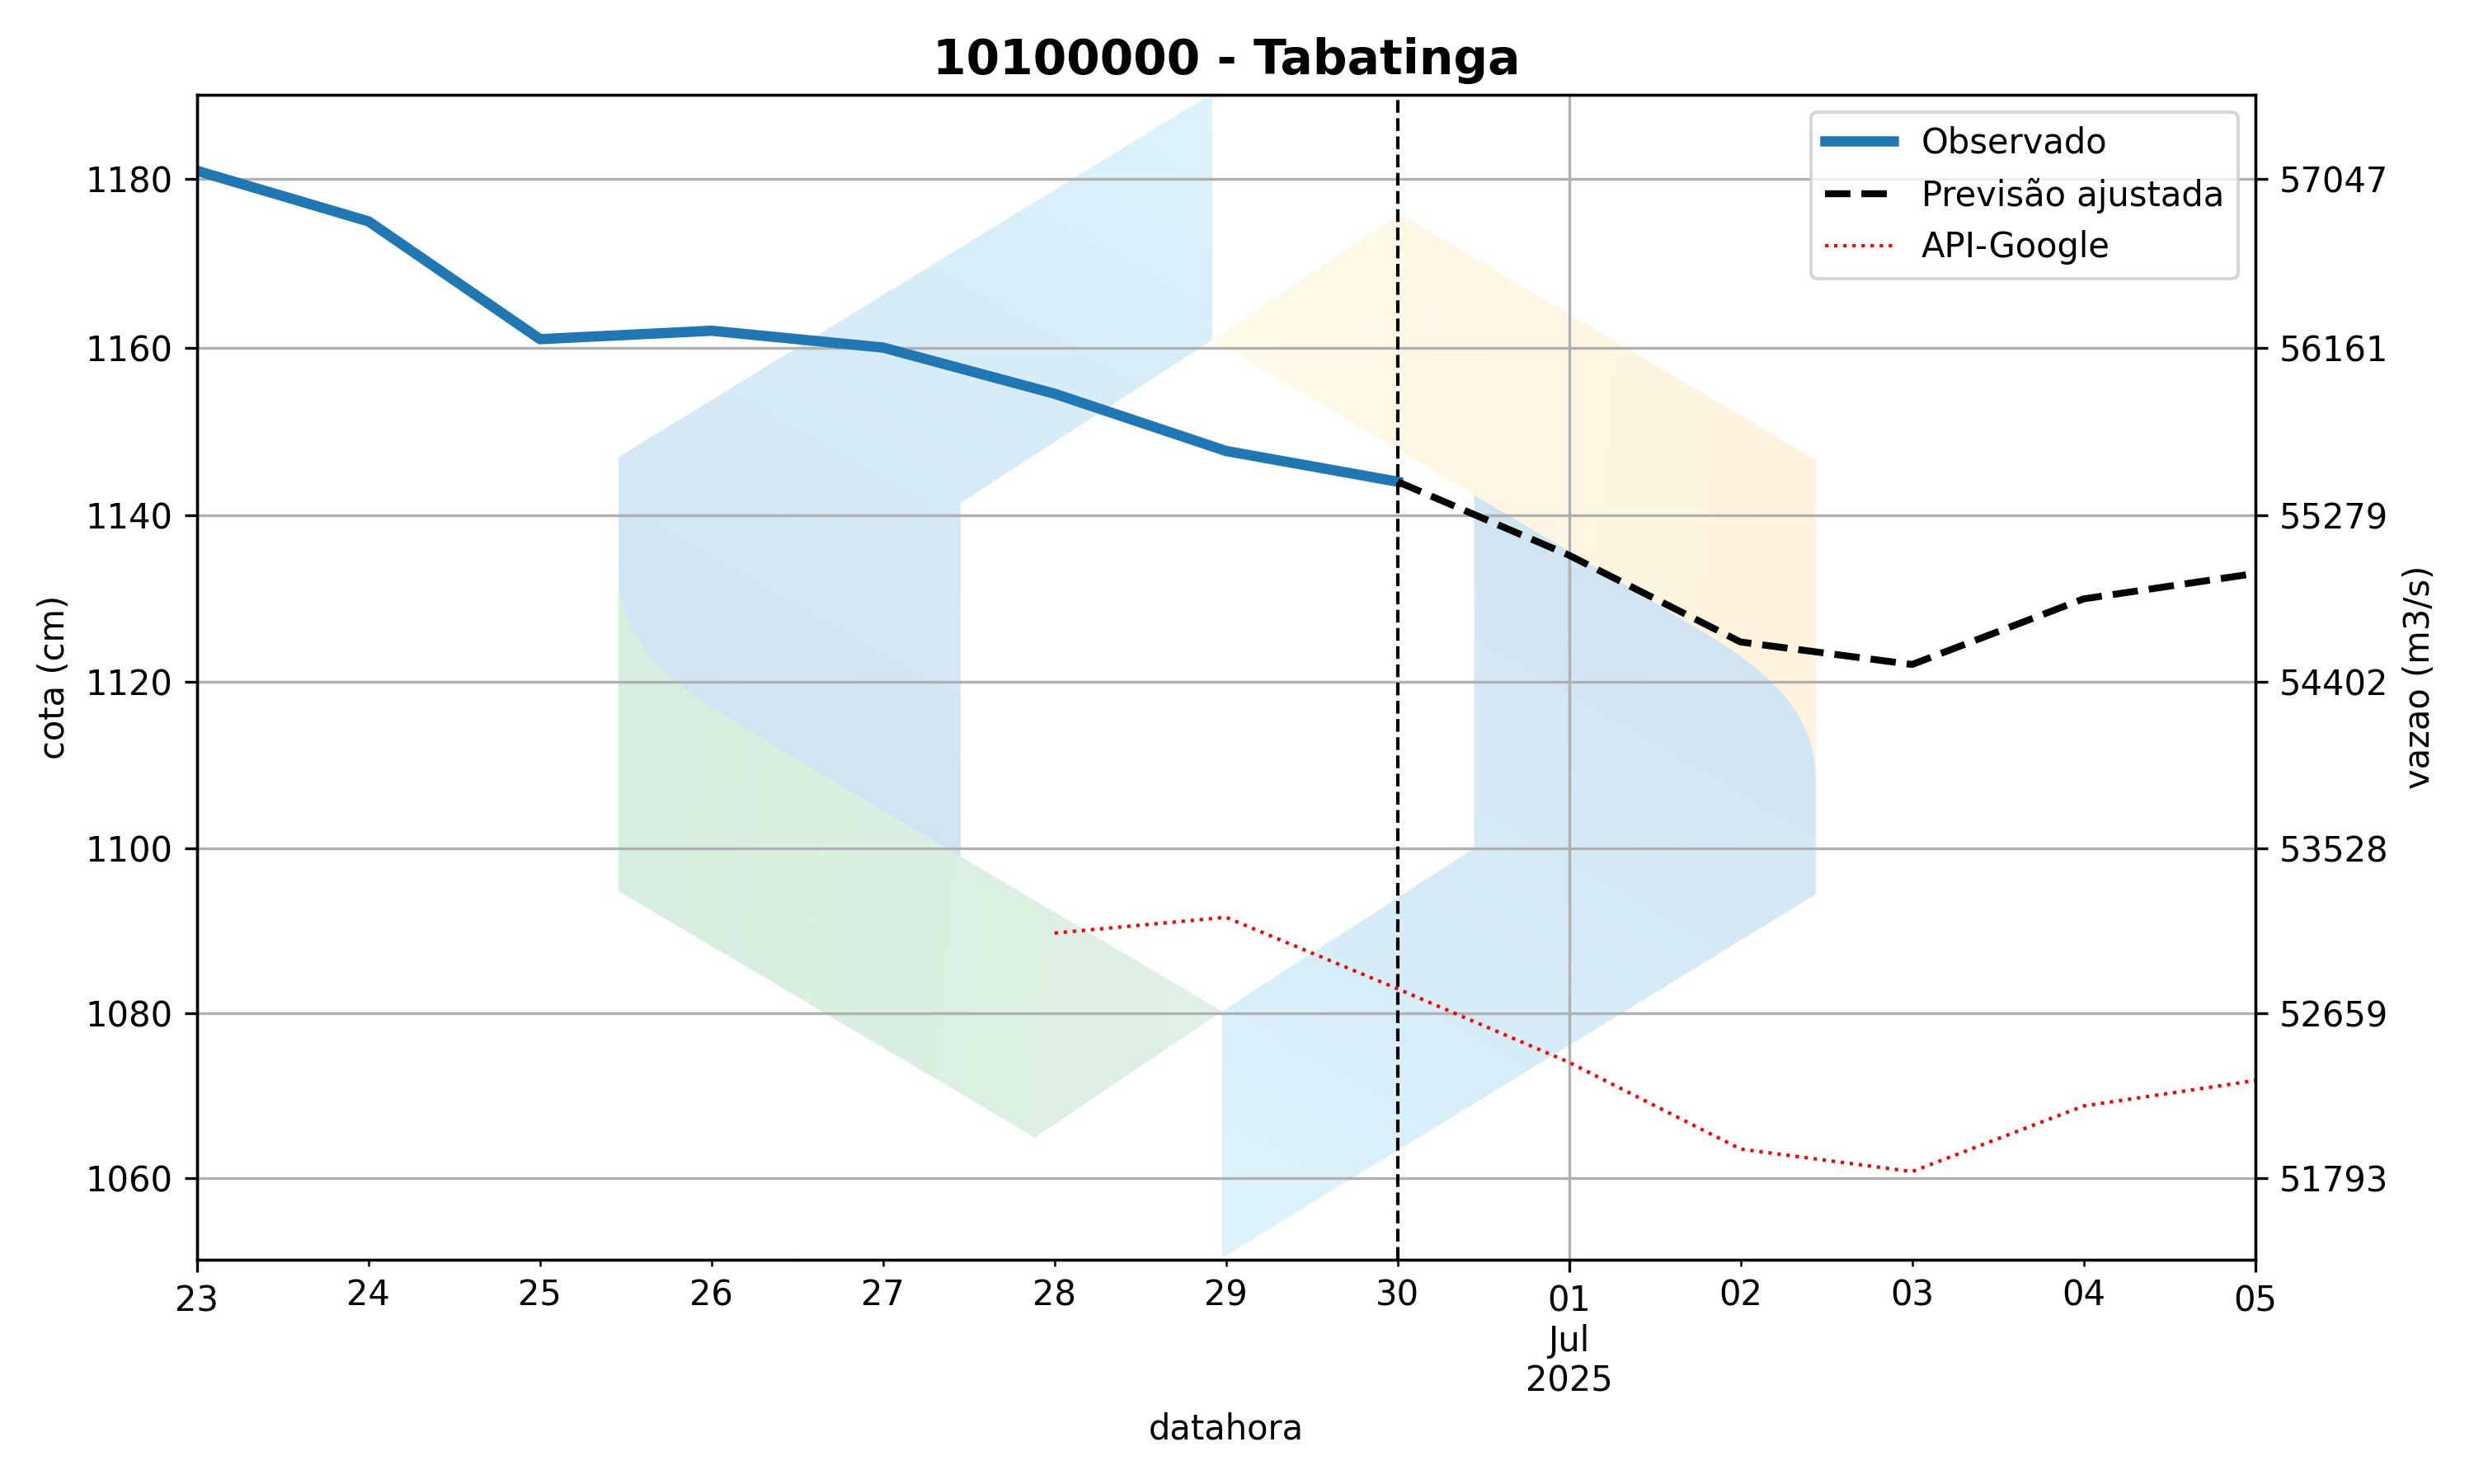 10100000 - Tabatinga
Observado
Previsão ajustada
API-Google
1180
1160
1140
1120
1100
1080
1060
cota (cm)
57047
56161
55279
54402
53528
52659
51793
vazao (m3/s)
23 24 25 26 27 28 29 30 01 02 03 04 05
Jul
2025
datahora